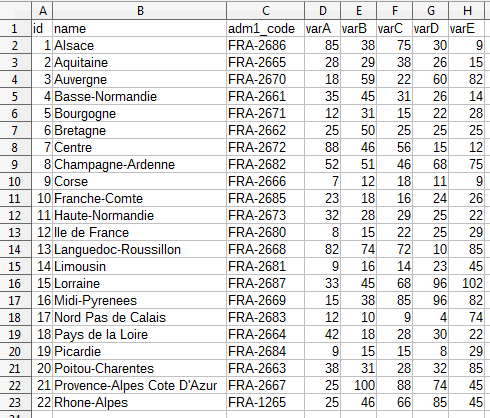 A B C D E F G H
1 id name adm1_code varA varB varC varD varE
2 1 Alsace FRA-2686 85 38 75 30 9
3 2 Aquitaine FRA-2665 28 29 38 26 15
4 3 Auvergne FRA-2670 18 59 22 60 82
5 4 Basse-Normandie FRA-2661 35 45 31 26 14
6 5 Bourgogne FRA-2671 12 31 15 22 28
7 6 Bretagne FRA-2662 25 50 25 25 25
8 7 Centre FRA-2672 88 46 56 15 12
9 8 Champagne-Ardenne FRA-2682 52 51 46 68 75
10 9 Corse FRA-2666 7 12 18 11 9
11 10 Franche-Comte FRA-2685 23 18 16 24 26
12 11 Haute-Normandie FRA-2673 32 28 29 25 22
13 12 Ile de France FRA-2680 8 15 22 25 29
14 13 Languedoc-Roussillon FRA-2668 82 74 72 10 85
15 14 Limousin FRA-2681 9 16 14 23 45
16 15 Lorraine FRA-2687 33 45 68 96 102
17 16 Midi-Pyrenees FRA-2669 15 38 85 96 82
18 17 Nord Pas de Calais FRA-2683 12 10 9 4 74
19 18 Pays de la Loire FRA-2664 42 18 28 30 22
20 19 Picardie FRA-2684 9 15 15 8 29
21 20 Poitou-Charentes FRA-2663 38 31 28 32 85
22 21 Provence-Alpes Cote D'Azur FRA-2667 25 100 88 74 45
23 22 Rhone-Alpes FRA-1265 25 46 66 85 45